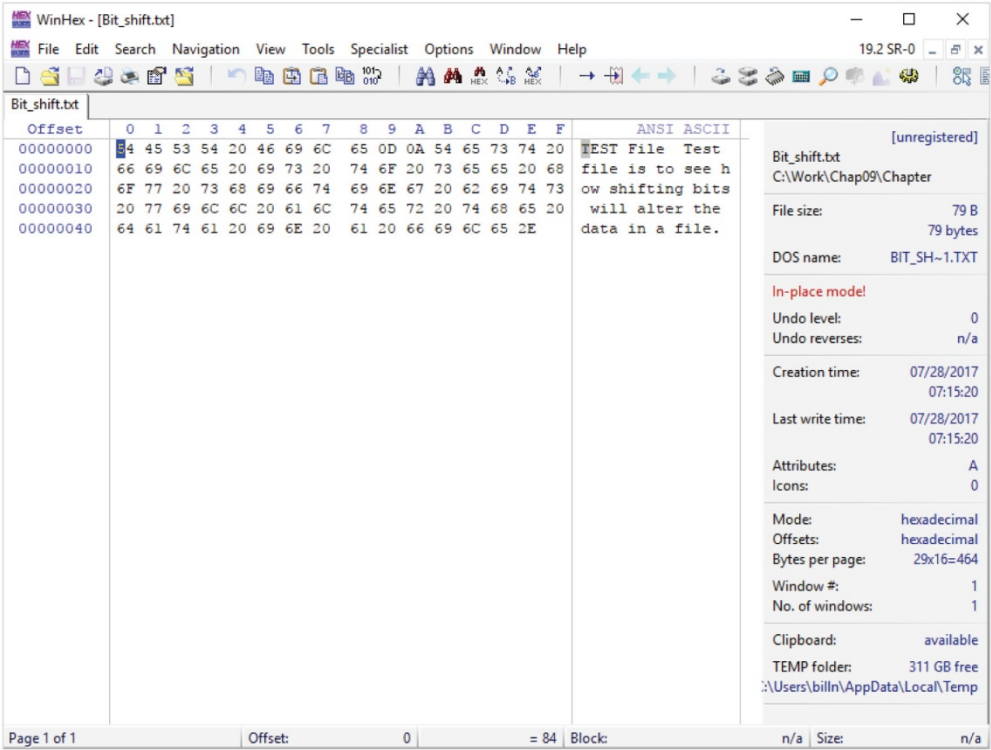 WinHex - [Bit_shift.txt]
File Edit Search Navigation View Tools Specialist Options Window Help 19.2 SR-0
Bit_shift.txt
Offset 0 1 2 3 4 5 6 7 8 9 A B C D E F ANSI ASCII
00000000 54 45 53 54 20 46 69 6C 65 0D 0A 54 65 73 74 20 TEST File Test
00000010 66 69 6C 65 20 69 73 20 74 6F 20 73 65 65 20 68 file is to see h
00000020 6F 77 20 73 68 69 66 74 69 6E 67 20 62 69 74 73 ow shifting bits
00000030 20 77 69 6C 6C 20 61 6C 74 65 72 20 74 68 65 20 will alter the
00000040 64 61 74 61 20 69 6E 20 61 20 66 69 6C 65 2E data in a file.
[unregistered]
Bit_shift.txt
C:\Work\Chap09\Chapter
File size: 79 B
79 bytes
DOS name: BIT_SH~1.TXT
In-place mode!
Undo level: 0
Undo reverses: n/a
Creation time: 07/28/2017
07:15:20
Last write time: 07/28/2017
07:15:20
Attributes: A
Icons: 0
Mode: hexadecimal
Offsets: hexadecimal
Bytes per page: 29x16=464
Window #: 1
No. of windows: 1
Clipboard: available
TEMP folder: 311 GB free
:\Users\billn\AppData\Local\Temp
Page 1 of 1 Offset: 0 = 84 Block: n/a Size: n/a